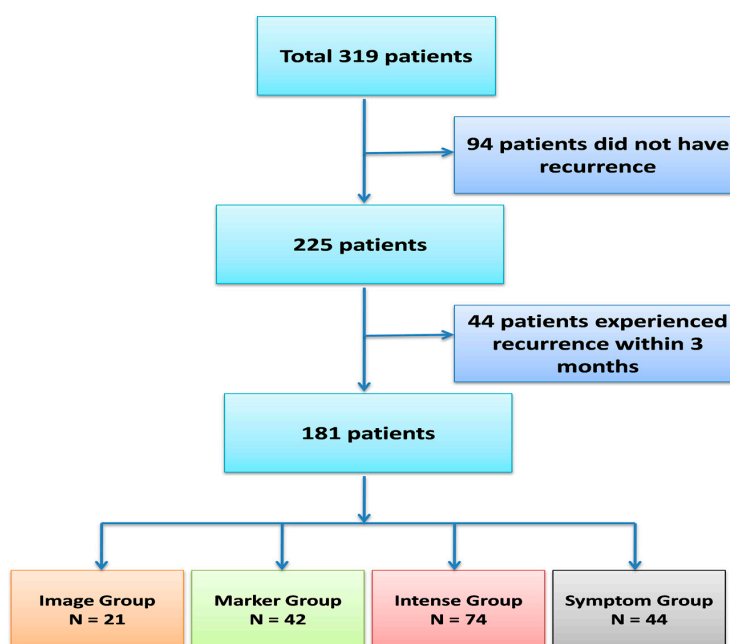 Total 319 patients
94 patients did not have
recurrence
225 patients
44 patients experienced
recurrence within 3
months
181 patients
Image Group
N = 21
Marker Group
N = 42
Intense Group
N = 74
Symptom Group
N = 44